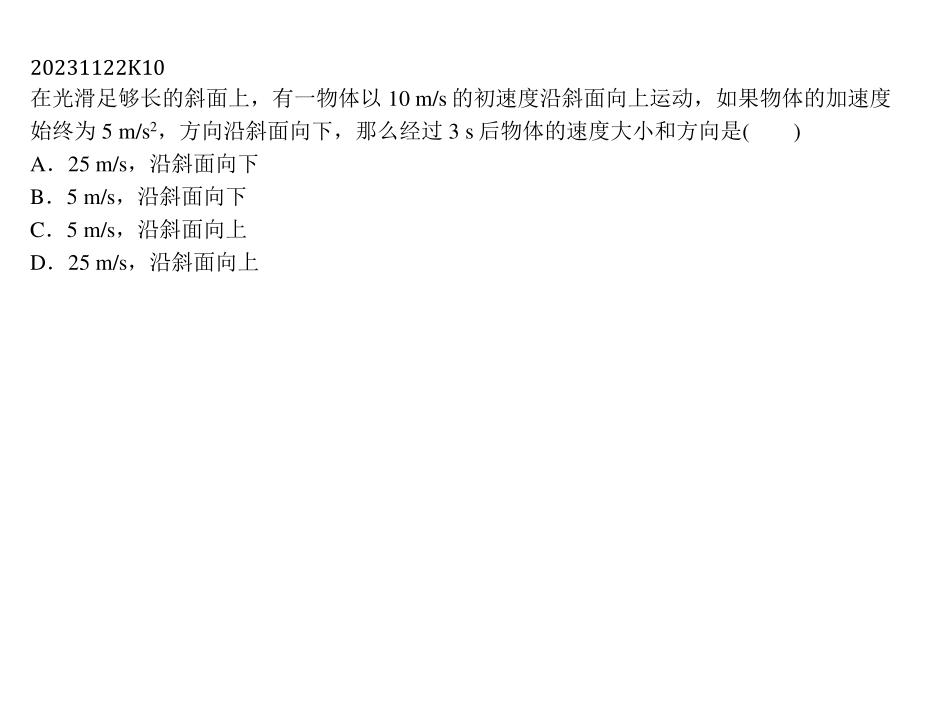 20231122K10
在光滑足够长的斜面上，有一物体以 10 m/s 的初速度沿斜面向上运动，如果物体的加速度
始终为 5 m/s²，方向沿斜面向下，那么经过 3 s 后物体的速度大小和方向是(　　)
A．25 m/s，沿斜面向下
B．5 m/s，沿斜面向下
C．5 m/s，沿斜面向上
D．25 m/s，沿斜面向上